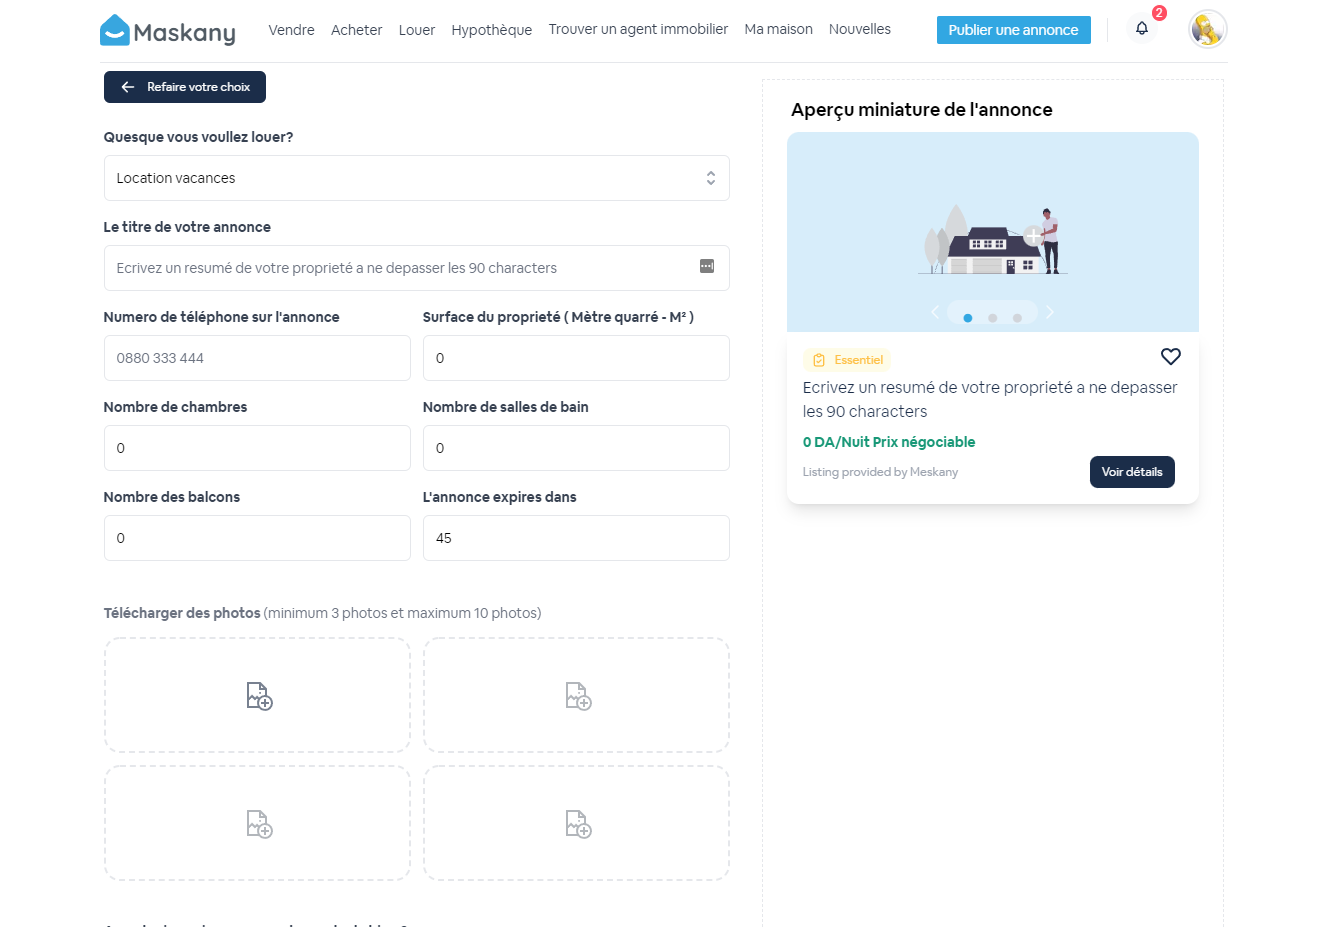 Maskany
Vendre
Acheter
Louer
Hypothèque
Trouver un agent immobilier
Ma maison
Nouvelles
Publier une annonce
2
Refaire votre choix
Quesque vous voullez louer?
Location vacances
Le titre de votre annonce
Ecrivez un resumé de votre proprieté a ne depasser les 90 characters
Numero de téléphone sur l'annonce
Surface du proprieté ( Mètre quarré - M² )
0880 333 444
0
Nombre de chambres
Nombre de salles de bain
0
0
Nombre des balcons
L'annonce expires dans
0
45
Télécharger des photos (minimum 3 photos et maximum 10 photos)
Aperçu miniature de l'annonce
Essentiel
Ecrivez un resumé de votre proprieté a ne depasser
les 90 characters
0 DA/Nuit Prix négociable
Listing provided by Meskany
Voir détails